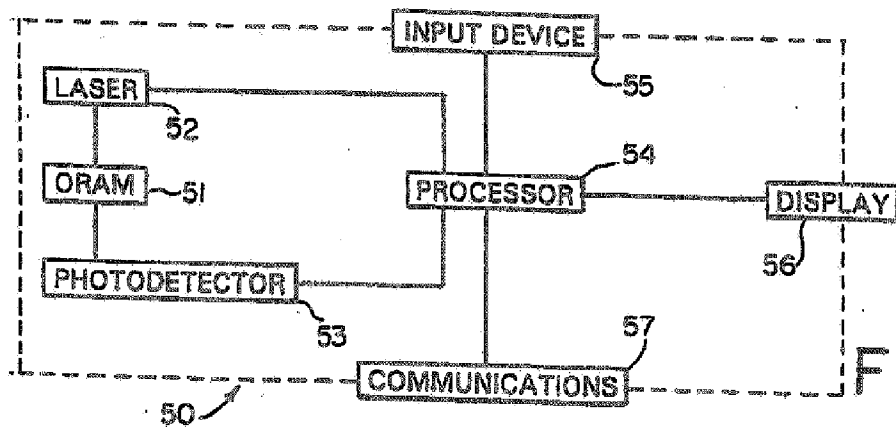 INPUT DEVICE
55
LASER
52
54
ORAM
51
PROCESSOR
DISPLAY
56
PHOTODETECTOR
53
57
COMMUNICATIONS
50
F